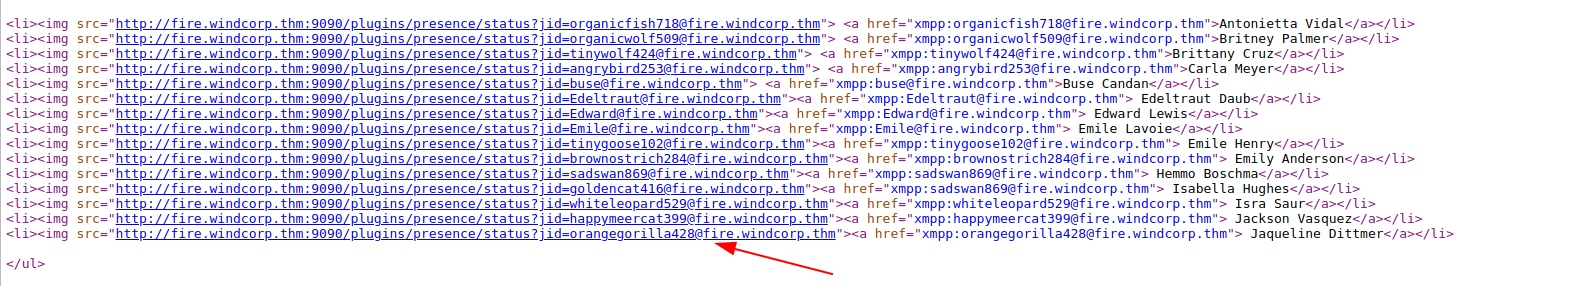 <li><img src="http://fire.windcorp.thm:9090/plugins/presence/status?jid=organicfish718@fire.windcorp.thm"> <a href="xmpp:organicfish718@fire.windcorp.thm">Antonietta Vidal</a></li>
<li><img src="http://fire.windcorp.thm:9090/plugins/presence/status?jid=organicwolf509@fire.windcorp.thm"> <a href="xmpp:organicwolf509@fire.windcorp.thm">Britney Palmer</a></li>
<li><img src="http://fire.windcorp.thm:9090/plugins/presence/status?jid=tinywolf424@fire.windcorp.thm"> <a href="xmpp:tinywolf424@fire.windcorp.thm">Brittany Cruz</a></li>
<li><img src="http://fire.windcorp.thm:9090/plugins/presence/status?jid=angrybird253@fire.windcorp.thm"> <a href="xmpp:angrybird253@fire.windcorp.thm">Carla Meyer</a></li>
<li><img src="http://fire.windcorp.thm:9090/plugins/presence/status?jid=buse@fire.windcorp.thm"> <a href="xmpp:buse@fire.windcorp.thm">Buse Candan</a></li>
<li><img src="http://fire.windcorp.thm:9090/plugins/presence/status?jid=Edeltraut@fire.windcorp.thm"><a href="xmpp:Edeltraut@fire.windcorp.thm"> Edeltraut Daub</a></li>
<li><img src="http://fire.windcorp.thm:9090/plugins/presence/status?jid=Edward@fire.windcorp.thm"><a href="xmpp:Edward@fire.windcorp.thm"> Edward Lewis</a></li>
<li><img src="http://fire.windcorp.thm:9090/plugins/presence/status?jid=Emile@fire.windcorp.thm"><a href="xmpp:Emile@fire.windcorp.thm"> Emile Lavoie</a></li>
<li><img src="http://fire.windcorp.thm:9090/plugins/presence/status?jid=tinygoose102@fire.windcorp.thm"><a href="xmpp:tinygoose102@fire.windcorp.thm"> Emile Henry</a></li>
<li><img src="http://fire.windcorp.thm:9090/plugins/presence/status?jid=brownostrich284@fire.windcorp.thm"><a href="xmpp:brownostrich284@fire.windcorp.thm"> Emily Anderson</a></li>
<li><img src="http://fire.windcorp.thm:9090/plugins/presence/status?jid=sadswan869@fire.windcorp.thm"><a href="xmpp:sadswan869@fire.windcorp.thm"> Hemmo Boschma</a></li>
<li><img src="http://fire.windcorp.thm:9090/plugins/presence/status?jid=goldencat416@fire.windcorp.thm"><a href="xmpp:sadswan869@fire.windcorp.thm"> Isabella Hughes</a></li>
<li><img src="http://fire.windcorp.thm:9090/plugins/presence/status?jid=whiteleopard529@fire.windcorp.thm"><a href="xmpp:whiteleopard529@fire.windcorp.thm"> Isra Saur</a></li>
<li><img src="http://fire.windcorp.thm:9090/plugins/presence/status?jid=happymeercat399@fire.windcorp.thm"><a href="xmpp:happymeercat399@fire.windcorp.thm"> Jackson Vasquez</a></li>
<li><img src="http://fire.windcorp.thm:9090/plugins/presence/status?jid=orangegorilla428@fire.windcorp.thm"><a href="xmpp:orangegorilla428@fire.windcorp.thm"> Jaqueline Dittmer</a></li>
</ul>